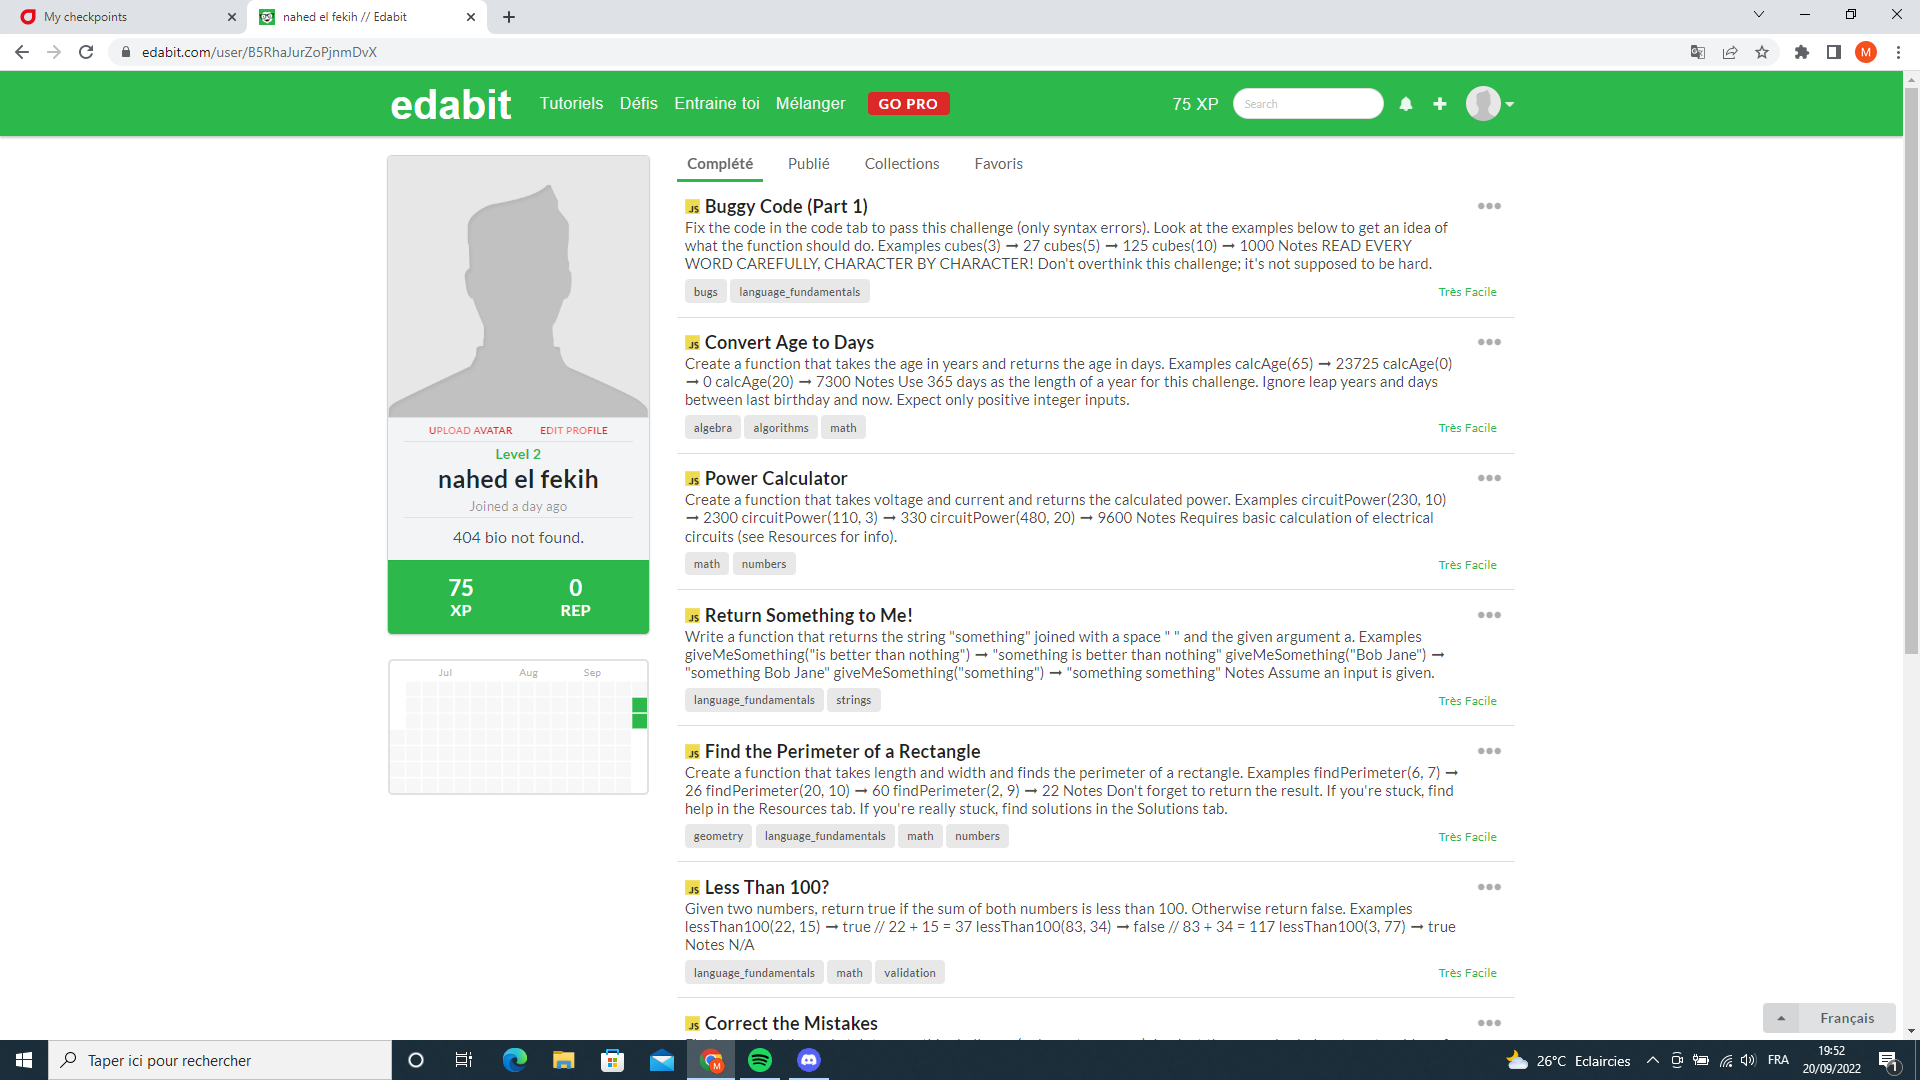 My checkpoints
nahed el fekih // Edabit
edabit.com/user/B5RhaJurZoPjnmDvX
M
edabit
Tutoriels
Défis
Entraine toi
Mélanger
GO PRO
75 XP
Search
Complété
Publié
Collections
Favoris
UPLOAD AVATAR
EDIT PROFILE
Level 2
nahed el fekih
Joined a day ago
404 bio not found.
75
XP
0
REP
Jul
Aug
Sep
JS Buggy Code (Part 1)
Fix the code in the code tab to pass this challenge (only syntax errors). Look at the examples below to get an idea of
what the function should do. Examples cubes(3) ➞ 27 cubes(5) ➞ 125 cubes(10) ➞ 1000 Notes READ EVERY
WORD CAREFULLY, CHARACTER BY CHARACTER! Don't overthink this challenge; it's not supposed to be hard.
bugs
language_fundamentals
Très Facile
JS Convert Age to Days
Create a function that takes the age in years and returns the age in days. Examples calcAge(65) ➞ 23725 calcAge(0)
➞ 0 calcAge(20) ➞ 7300 Notes Use 365 days as the length of a year for this challenge. Ignore leap years and days
between last birthday and now. Expect only positive integer inputs.
algebra
algorithms
math
Très Facile
JS Power Calculator
Create a function that takes voltage and current and returns the calculated power. Examples circuitPower(230, 10)
➞ 2300 circuitPower(110, 3) ➞ 330 circuitPower(480, 20) ➞ 9600 Notes Requires basic calculation of electrical
circuits (see Resources for info).
math
numbers
Très Facile
JS Return Something to Me!
Write a function that returns the string "something" joined with a space " " and the given argument a. Examples
giveMeSomething("is better than nothing") ➞ "something is better than nothing" giveMeSomething("Bob Jane") ➞
"something Bob Jane" giveMeSomething("something") ➞ "something something" Notes Assume an input is given.
language_fundamentals
strings
Très Facile
JS Find the Perimeter of a Rectangle
Create a function that takes length and width and finds the perimeter of a rectangle. Examples findPerimeter(6, 7) ➞
26 findPerimeter(20, 10) ➞ 60 findPerimeter(2, 9) ➞ 22 Notes Don't forget to return the result. If you're stuck, find
help in the Resources tab. If you're really stuck, find solutions in the Solutions tab.
geometry
language_fundamentals
math
numbers
Très Facile
JS Less Than 100?
Given two numbers, return true if the sum of both numbers is less than 100. Otherwise return false. Examples
lessThan100(22, 15) ➞ true // 22 + 15 = 37 lessThan100(83, 34) ➞ false // 83 + 34 = 117 lessThan100(3, 77) ➞ true
Notes N/A
language_fundamentals
math
validation
Très Facile
JS Correct the Mistakes
Français
Taper ici pour rechercher
M
26°C Eclaircies
FRA
19:52
20/09/2022
1